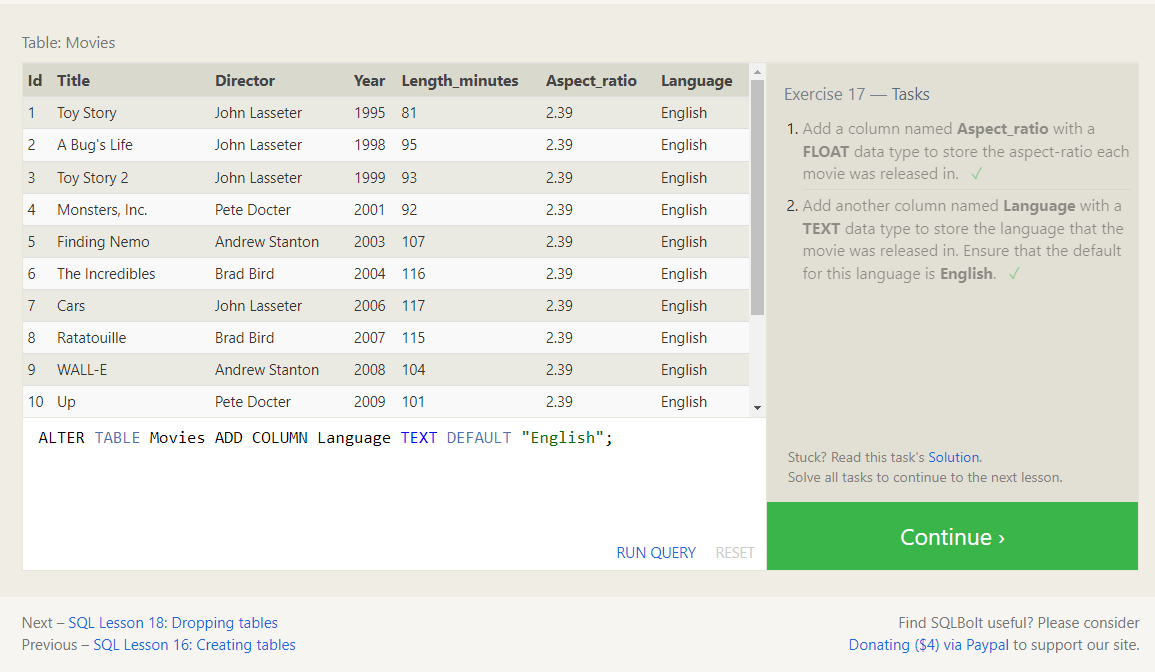 Table: Movies
Id Title Director Year Length_minutes Aspect_ratio Language
1 Toy Story John Lasseter 1995 81 2.39 English
2 A Bug's Life John Lasseter 1998 95 2.39 English
3 Toy Story 2 John Lasseter 1999 93 2.39 English
4 Monsters, Inc. Pete Docter 2001 92 2.39 English
5 Finding Nemo Andrew Stanton 2003 107 2.39 English
6 The Incredibles Brad Bird 2004 116 2.39 English
7 Cars John Lasseter 2006 117 2.39 English
8 Ratatouille Brad Bird 2007 115 2.39 English
9 WALL-E Andrew Stanton 2008 104 2.39 English
10 Up Pete Docter 2009 101 2.39 English
ALTER TABLE Movies ADD COLUMN Language TEXT DEFAULT "English";
RUN QUERY RESET
Exercise 17 — Tasks
1. Add a column named Aspect_ratio with a
FLOAT data type to store the aspect-ratio each
movie was released in. ✓
2. Add another column named Language with a
TEXT data type to store the language that the
movie was released in. Ensure that the default
for this language is English. ✓
Stuck? Read this task's Solution.
Solve all tasks to continue to the next lesson.
Continue ›
Next – SQL Lesson 18: Dropping tables
Previous – SQL Lesson 16: Creating tables
Find SQLBolt useful? Please consider
Donating ($4) via Paypal to support our site.